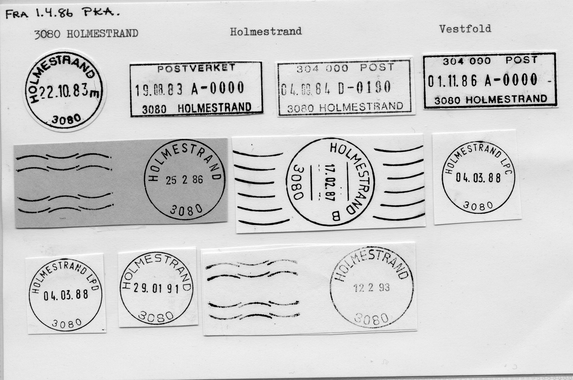 FRA 1.4.86 PKA.
3080 HOLMESTRAND Holmestrand Vestfold
HOLMESTRAND
22.10.83
3080
POSTVERKET
19.08.83 A-0000
3080 HOLMESTRAND
304 000 POST
04.09.84 D-0100
3080 HOLMESTRAND
304 000 POST
01.11.86 A-0000
3080 HOLMESTRAND
HOLMESTRAND
25 2 86
3080
HOLMESTRAND B
17.02.87
3080
HOLMESTRAND LPC
04.03.88
3080
HOLMESTRAND LPD
04.03.88
3080
HOLMESTRAND
29.01 91
3080
HOLMESTRAND
12 2 93
3080